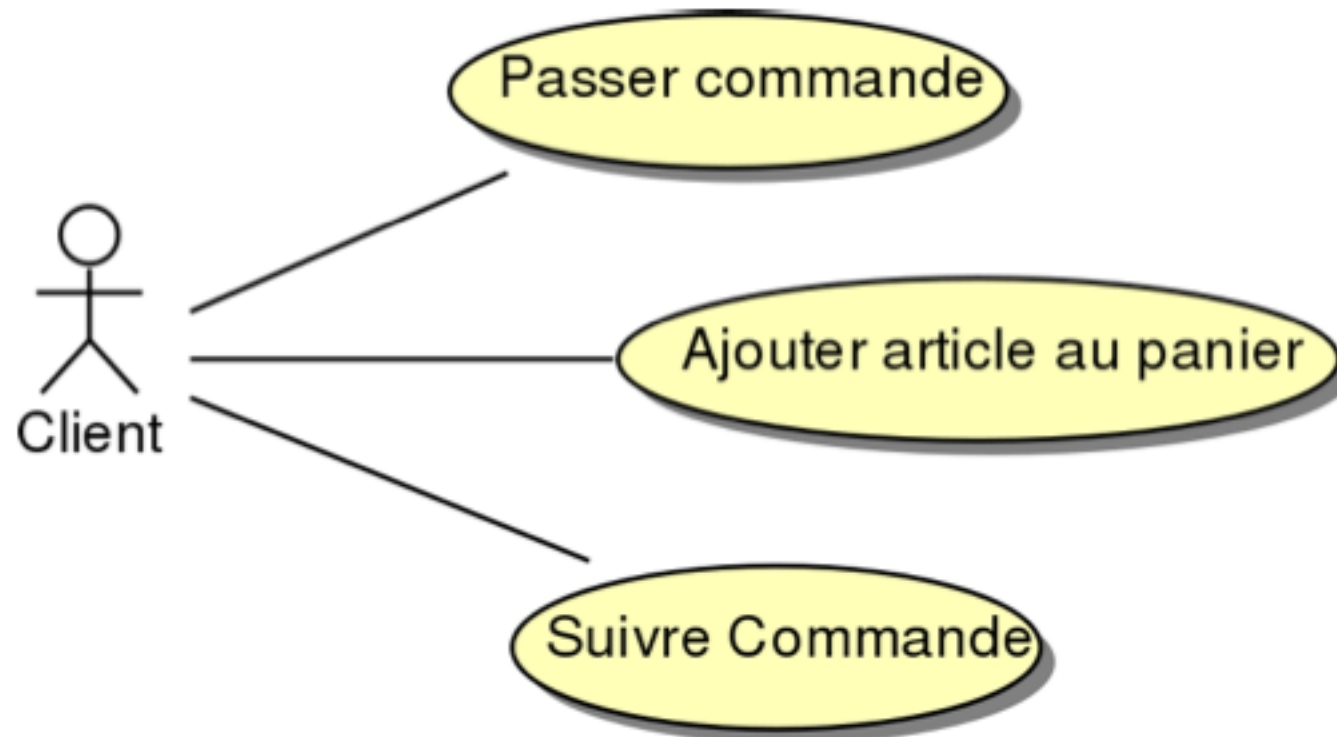 Passer commande
Ajouter article au panier
Client
Suivre Commande